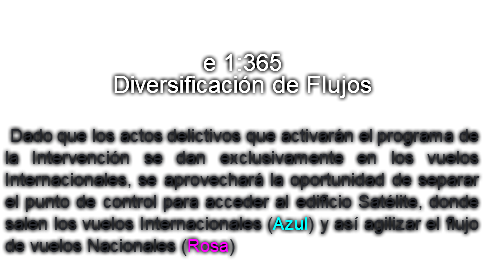 e 1:365
Diversificación de Flujos
Dado que los actos delictivos que activarán el programa de
la Intervención se dan exclusivamente en los vuelos
Internacionales, se aprovechará la oportunidad de separar
el punto de control para acceder al edificio Satélite, donde
salen los vuelos Internacionales (Azul) y así agilizar el flujo
de vuelos Nacionales (Rosa)